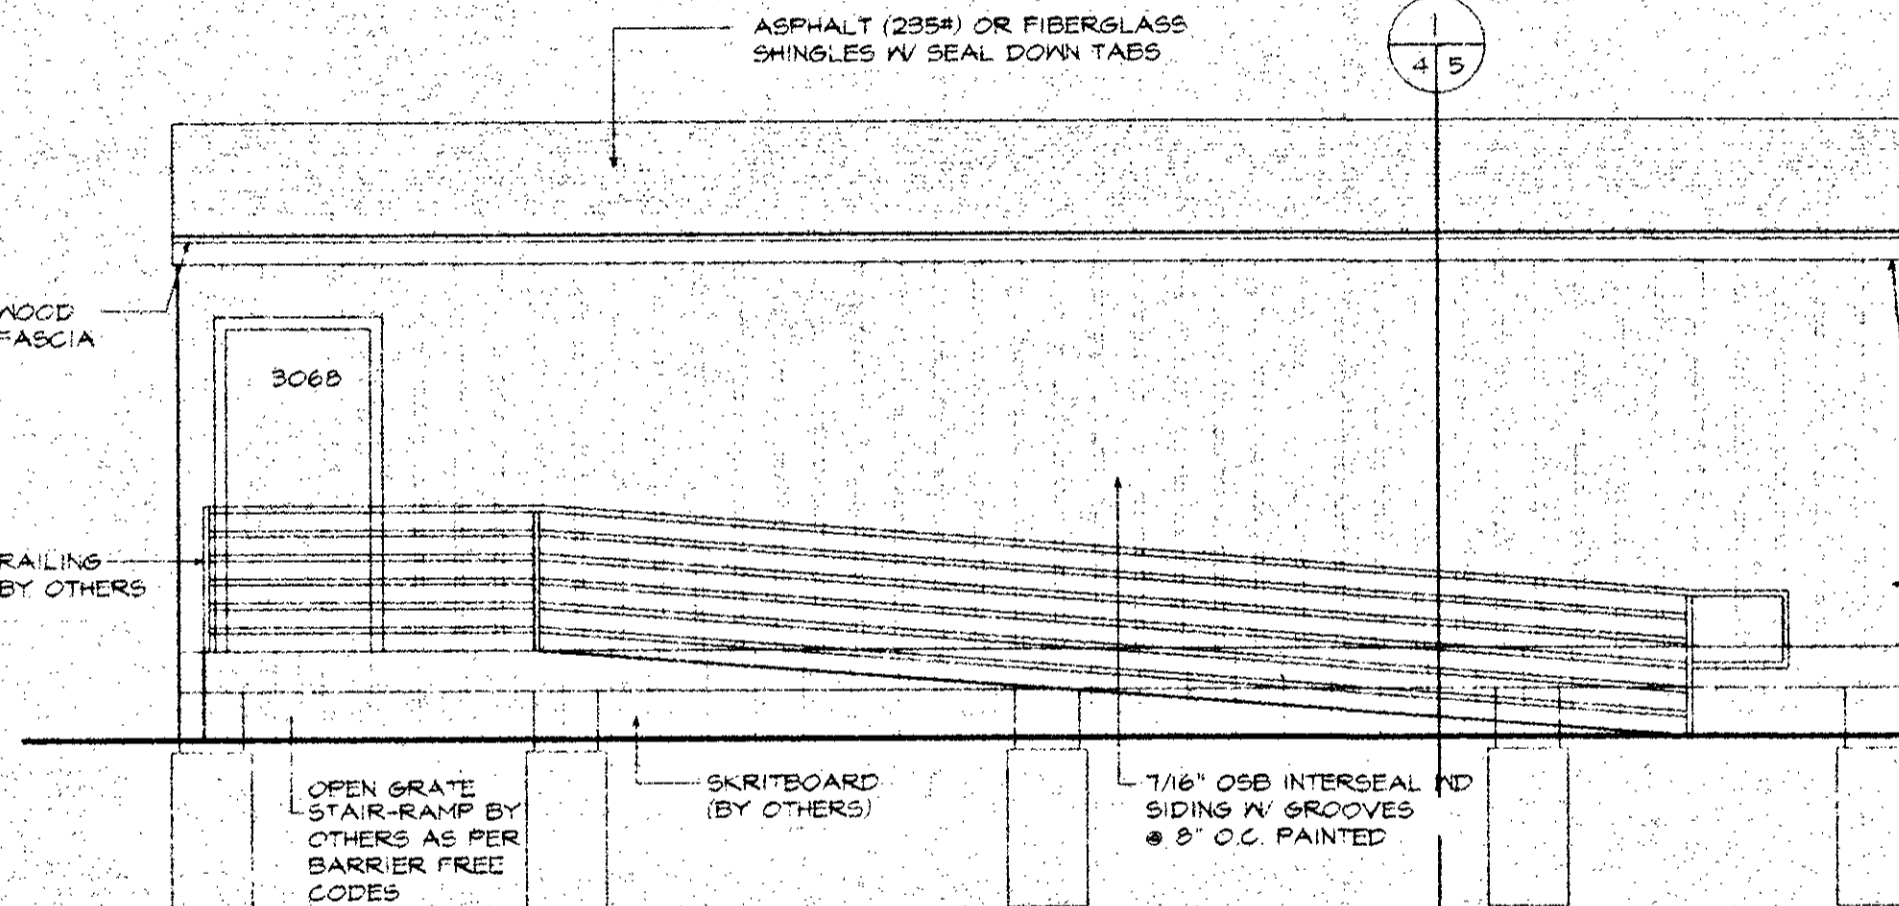 ASPHALT (235#) OR FIBERGLASS
SHINGLES W/ SEAL DOWN TABS
1
4 5
WOOD
FASCIA
3068
RAILING
BY OTHERS
OPEN GRATE
STAIR-RAMP BY
OTHERS AS PER
BARRIER FREE
CODES
SKRITBOARD
(BY OTHERS)
7/16" OSB INTERSEAL WD
SIDING W/ GROOVES
@ 8" O.C. PAINTED